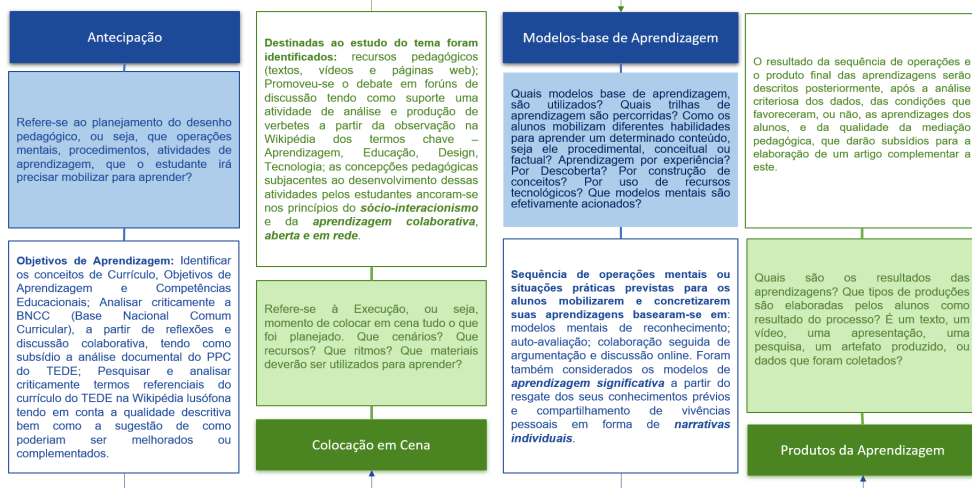 Antecipação
Refere-se ao planejamento do desenho
pedagógico, ou seja, que operações
mentais, procedimentos, atividades de
aprendizagem, que o estudante irá
precisar mobilizar para aprender?
Objetivos de Aprendizagem: Identificar
os conceitos de Currículo, Objetivos de
Aprendizagem e Competências
Educacionais; Analisar criticamente a
BNCC (Base Nacional Comum
Curricular), a partir de reflexões e
discussão colaborativa, tendo como
subsídio a análise documental do PPC
do TEDE; Pesquisar e analisar
criticamente termos referenciais do
currículo do TEDE na Wikipédia lusófona
tendo em conta a qualidade descritiva
bem como a sugestão de como
poderiam ser melhorados ou
complementados.
Destinadas ao estudo do tema foram
identificados: recursos pedagógicos
(textos, vídeos e páginas web);
Promoveu-se o debate em forúns de
discussão tendo como suporte uma
atividade de análise e produção de
verbetes a partir da observação na
Wikipédia dos termos chave –
Aprendizagem, Educação, Design,
Tecnologia; as concepções pedagógicas
subjacentes ao desenvolvimento dessas
atividades pelos estudantes ancoram-se
nos princípios do sócio-interacionismo
e da aprendizagem colaborativa,
aberta e em rede.
Refere-se à Execução, ou seja,
momento de colocar em cena tudo o que
foi planejado. Que cenários? Que
recursos? Que ritmos? Que materiais
deverão ser utilizados para aprender?
Colocação em Cena
Modelos-base de Aprendizagem
Quais modelos base de aprendizagem,
são utilizados? Quais trilhas de
aprendizagem são percorridas? Como os
alunos mobilizam diferentes habilidades
para aprender um determinado conteúdo,
seja ele procedimental, conceitual ou
factual? Aprendizagem por experiência?
Por Descoberta? Por construção de
conceitos? Por uso de recursos
tecnológicos? Que modelos mentais são
efetivamente acionados?
Sequência de operações mentais ou
situações práticas previstas para os
alunos mobilizarem e concretizarem
suas aprendizagens basearam-se em:
modelos mentais de reconhecimento;
auto-avaliação; colaboração seguida de
argumentação e discussão online. Foram
também considerados os modelos de
aprendizagem significativa a partir do
resgate dos seus conhecimentos prévios
e compartilhamento de vivências
pessoais em forma de narrativas
individuais.
O resultado da sequência de operações e
o produto final das aprendizagens serão
descritos posteriormente, após a análise
criteriosa dos dados, das condições que
favoreceram, ou não, as aprendizages dos
alunos, e da qualidade da mediação
pedagógica, que darão subsídios para a
elaboração de um artigo complementar a
este.
Quais são os resultados das
aprendizagens? Que tipos de produções
são elaboradas pelos alunos como
resultado do processo? É um texto, um
vídeo, uma apresentação, uma
pesquisa, um artefato produzido, ou
dados que foram coletados?
Produtos da Aprendizagem